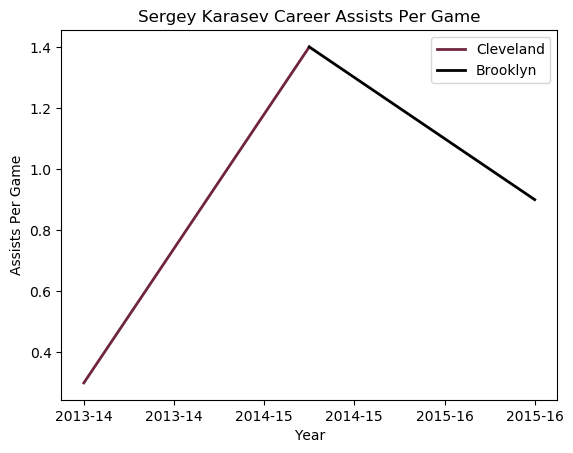 Sergey Karasev Career Assists Per Game
Cleveland
Brooklyn
1.4
1.2
1.0
0.8
0.6
0.4
Assists Per Game
2013-14 2013-14 2014-15 2014-15 2015-16 2015-16
Year